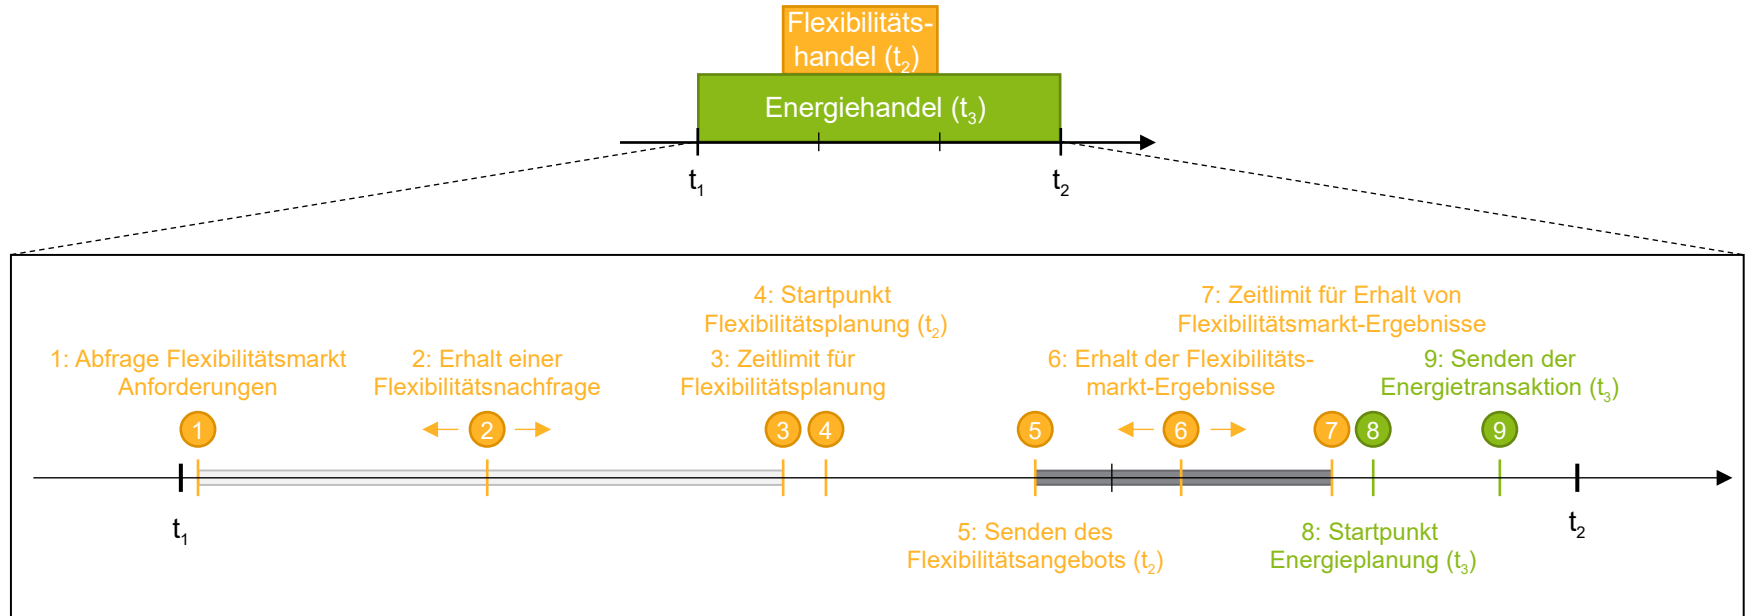 Flexibilitäts-
handel (t₂)
Energiehandel (t₃)
t₁
t₂
4: Startpunkt
Flexibilitätsplanung (t₂)
7: Zeitlimit für Erhalt von
Flexibilitätsmarkt-Ergebnisse
1: Abfrage Flexibilitätsmarkt
Anforderungen
2: Erhalt einer
Flexibilitätsnachfrage
3: Zeitlimit für
Flexibilitätsplanung
6: Erhalt der Flexibilitäts-
markt-Ergebnisse
9: Senden der
Energietransaktion (t₃)
1
2
3
4
5
6
7
8
9
t₁
t₂
5: Senden des
Flexibilitätsangebots (t₂)
8: Startpunkt
Energieplanung (t₃)